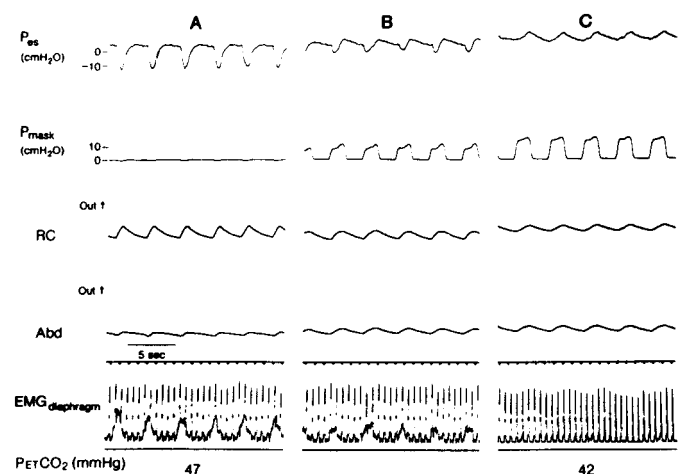 A B C
Pes
(cmH2O)
0
−10
Pmask
(cmH2O)
10
0
Out ↑
RC
Out ↑
Abd
5 sec
EMGdiaphragm
PETCO2 (mmHg) 47 42